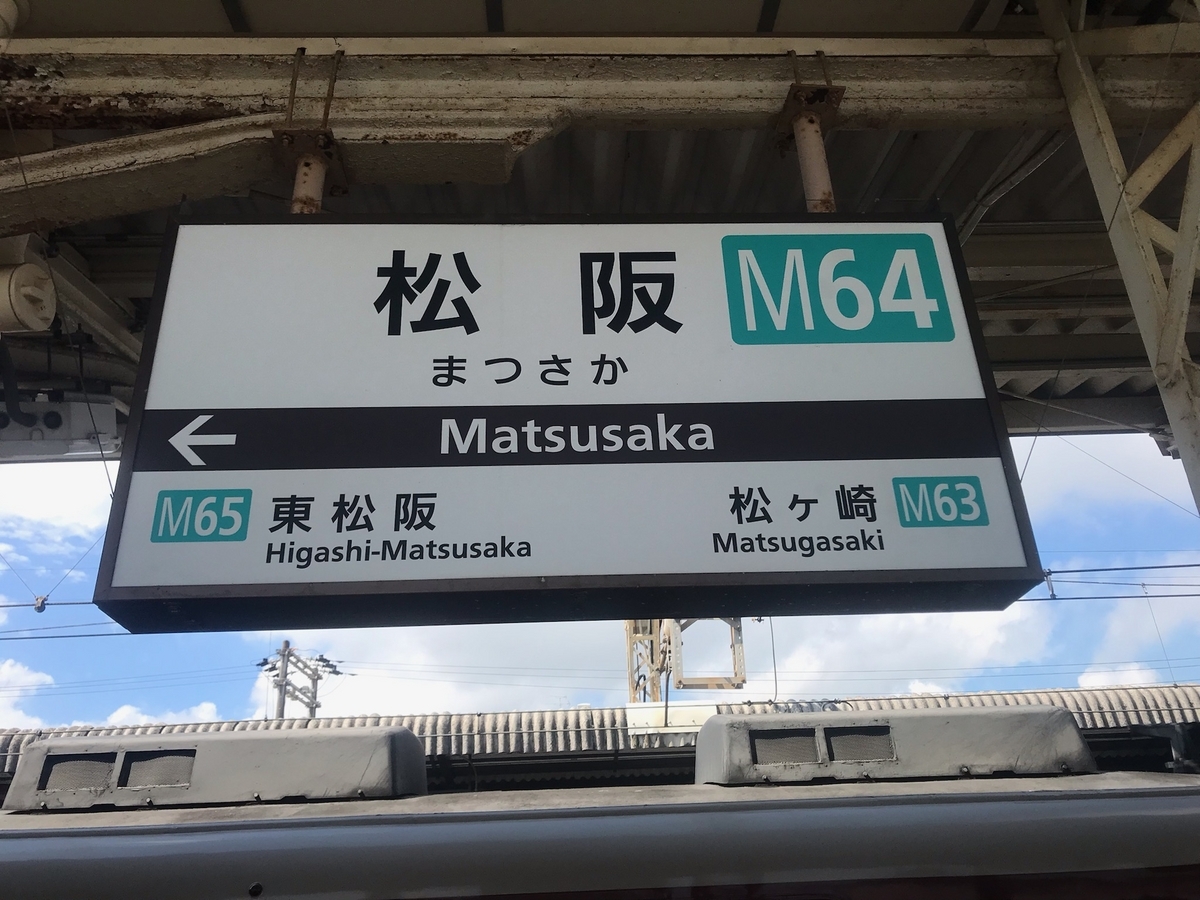 松阪 M64
まつさか
Matsusaka
M65 東松阪
Higashi-Matsusaka
松ヶ崎 M63
Matsugasaki